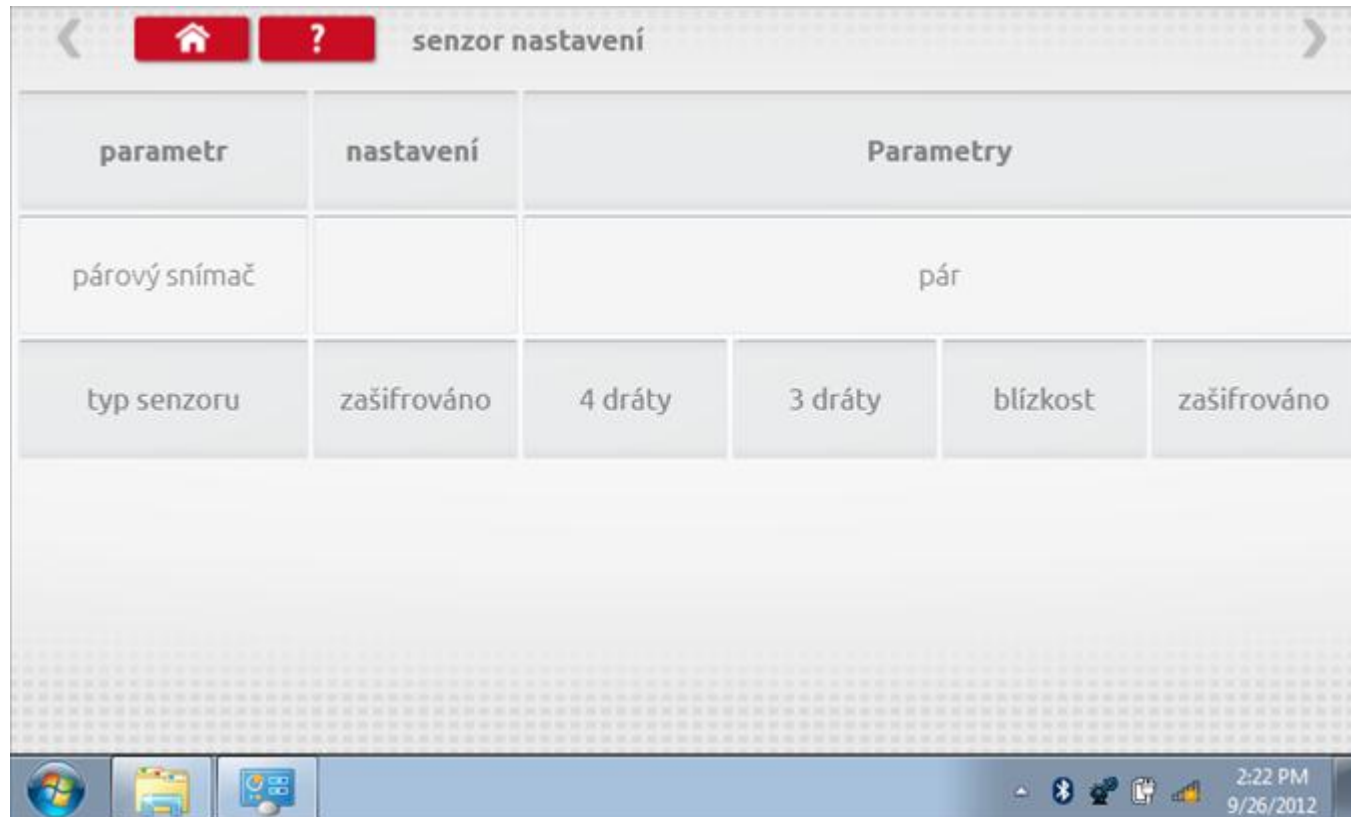 ? senzor nastavení
parametr nastavení Parametry
párový snímač pár
typ senzoru zašifrováno 4 dráty 3 dráty blízkost zašifrováno
2:22 PM
9/26/2012